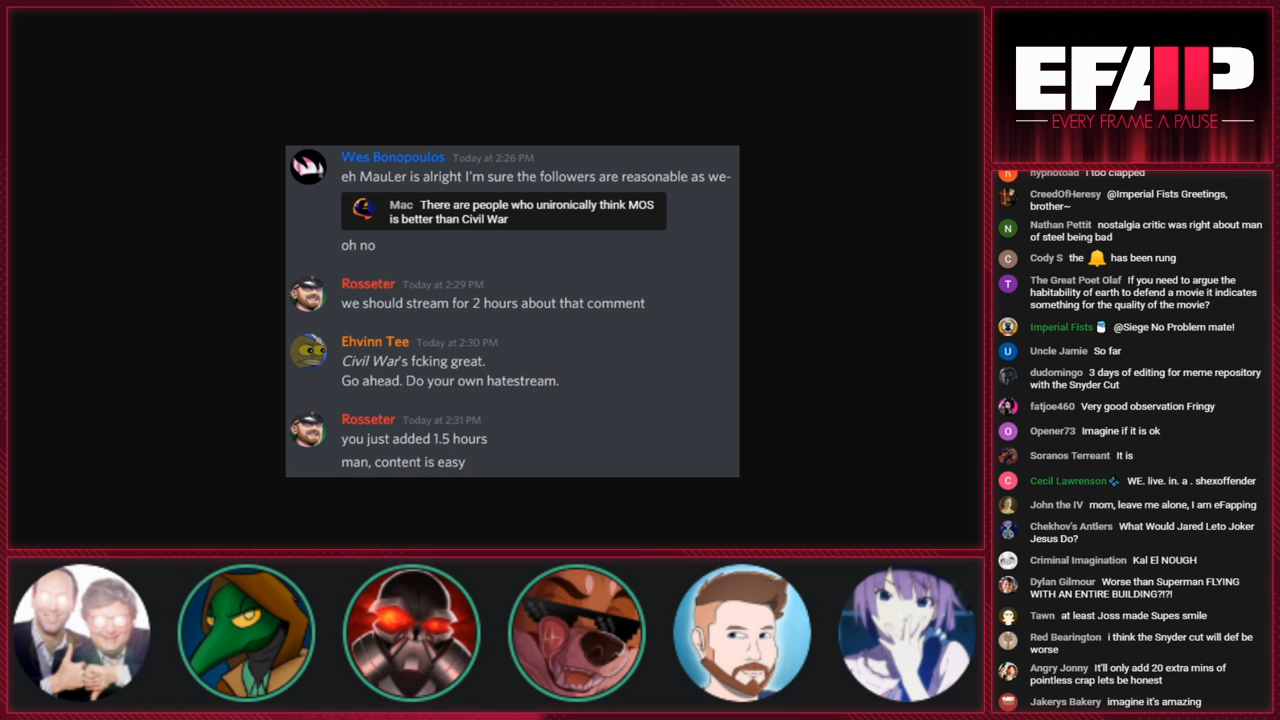 Wes Bonopoulos Today at 2:26 PM
eh MauLer is alright I'm sure the followers are reasonable as we-
Mac There are people who unironically think MOS
is better than Civil War
oh no
Rosseter Today at 2:29 PM
we should stream for 2 hours about that comment
Ehvinn Tee Today at 2:30 PM
Civil War's fcking great.
Go ahead. Do your own hatestream.
Rosseter Today at 2:31 PM
you just added 1.5 hours
man, content is easy
EFAP
EVERY FRAME A PAUSE
h hypnotoad I too clapped
CreedOfHeresy @Imperial Fists Greetings,
brother~
N Nathan Pettit nostalgia critic was right about man
of steel being bad
C Cody S the 🔔 has been rung
T The Great Poet Olaf If you need to argue the
habitability of earth to defend a movie it indicates
something for the quality of the movie?
Imperial Fists @Siege No Problem mate!
U Uncle Jamie So far
dudomingo 3 days of editing for meme repository
with the Snyder Cut
fatjoe460 Very good observation Fringy
O Opener73 Imagine if it is ok
Soranos Terreant It is
C Cecil Lawrenson WE. live. in. a . shexoffender
John the IV mom, leave me alone, I am eFapping
Chekhov's Antlers What Would Jared Leto Joker
Jesus Do?
Criminal Imagination Kal El NOUGH
Dylan Gilmour Worse than Superman FLYING
WITH AN ENTIRE BUILDING?!?!
Tawn at least Joss made Supes smile
Red Bearington i think the Snyder cut will def be
worse
Angry Jonny It'll only add 20 extra mins of
pointless crap lets be honest
Jakerys Bakery imagine it's amazing